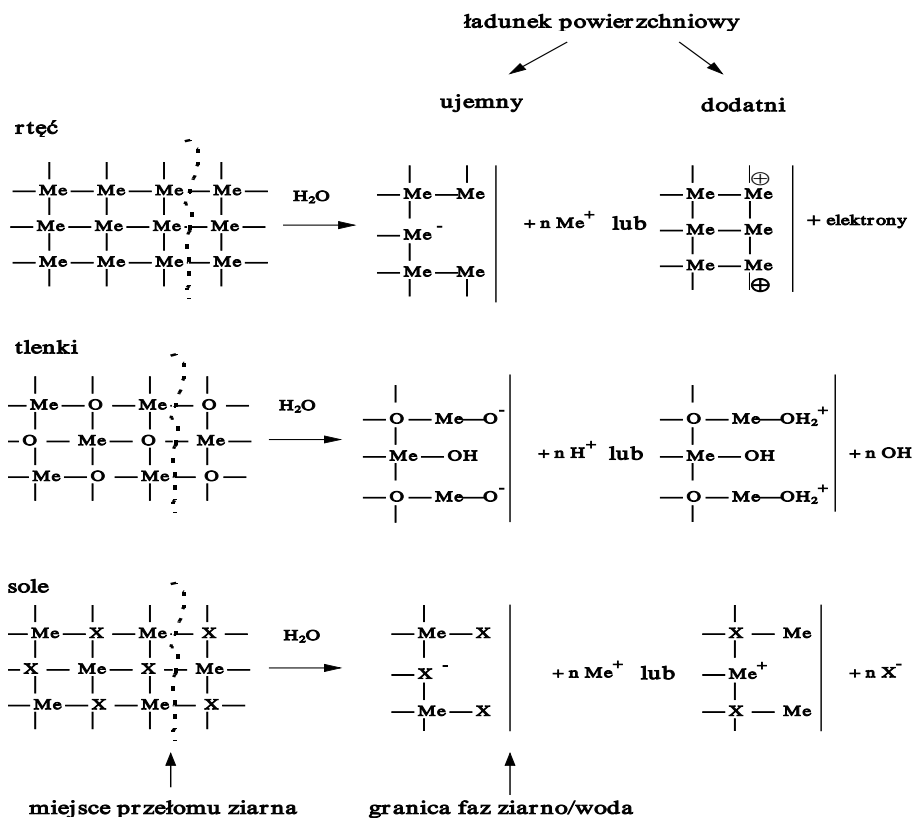 ładunek powierzchniowy
ujemny dodatni
rtęć
Me Me Me Me
Me Me Me Me
Me Me Me Me
H₂O
Me Me
Me⁻
Me Me
+ n Me⁺ lub
⊕
Me Me
Me Me
Me Me
⊕
+ elektrony
tlenki
Me O Me O
O Me O Me
Me O Me O
H₂O
O Me O⁻
Me OH
O Me O⁻
+ n H⁺ lub
O Me OH₂⁺
Me OH
O Me OH₂⁺
+ n OH
sole
Me X Me X
X Me X Me
Me X Me X
H₂O
Me X
X⁻
Me X
+ n Me⁺ lub
X Me
Me⁺
X Me
+ n X⁻
miejsce przełomu ziarna granica faz ziarno/woda